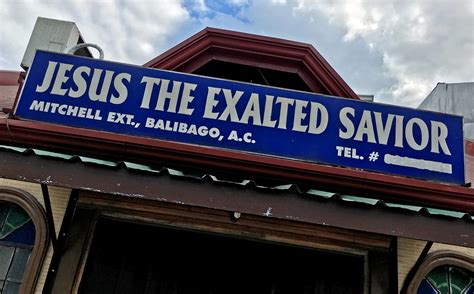 JESUS THE EXALTED SAVIOR
MITCHELL EXT., BALIBAGO, A.C.
TEL. #